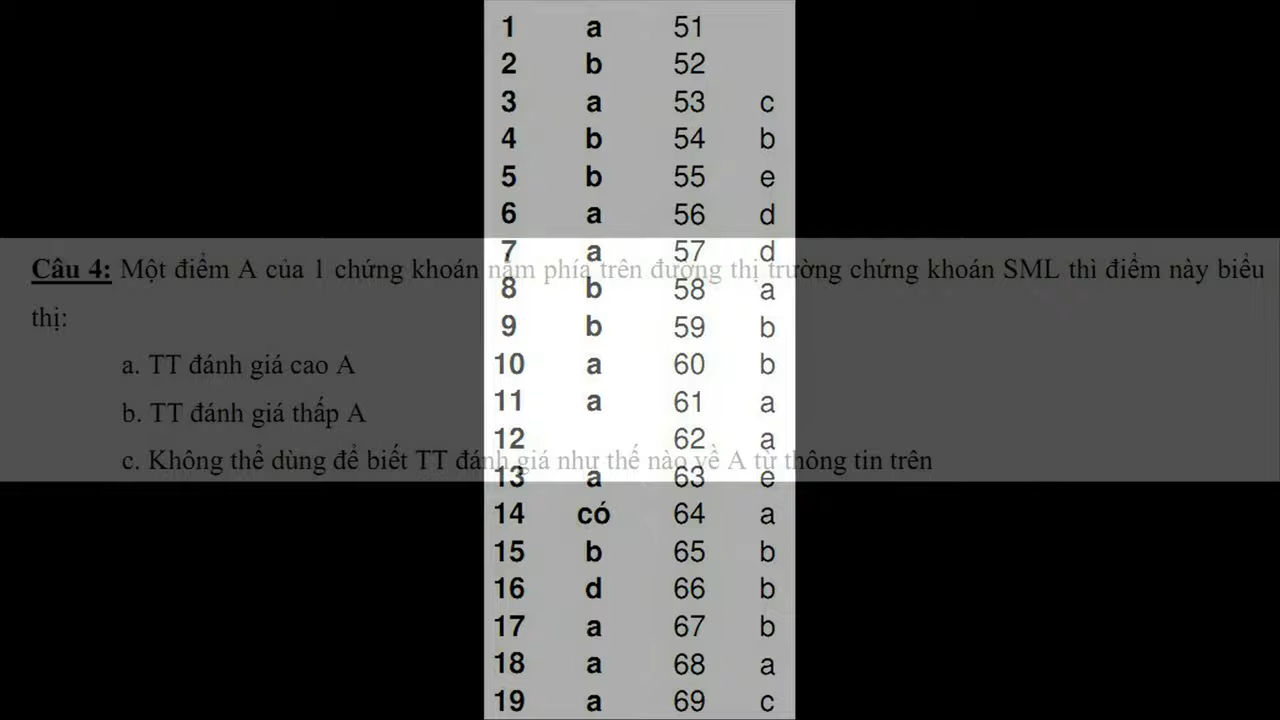 1 a 51
2 b 52
3 a 53 c
4 b 54 b
5 b 55 e
6 a 56 d
7 a 57 d
Câu 4: Một điểm A của 1 chứng khoán nằm phía trên đường thị trường chứng khoán SML thì điểm này biểu
8 b 58 a
thị:
9 b 59 b
a. TT đánh giá cao A
10 a 60 b
11 a 61 a
b. TT đánh giá thấp A
12 62 a
c. Không thể dùng để biết TT đánh giá như thế nào về A từ thông tin trên
13 a 63 e
14 có 64 a
15 b 65 b
16 d 66 b
17 a 67 b
18 a 68 a
19 a 69 c